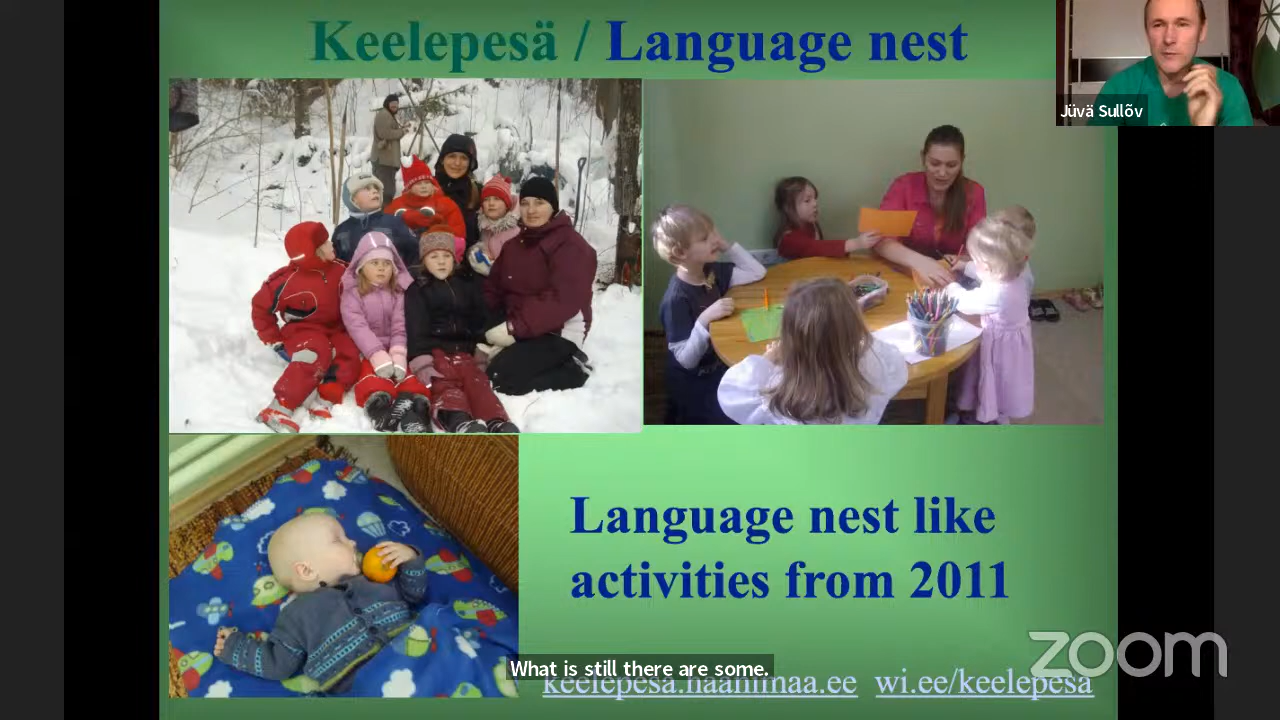 Keelepesä / Language nest
Jüvä Sullõv
Language nest like
activities from 2011
What is still there are some.
zoom
keelepesa.haanimaa.ee wi.ee/keelepesa